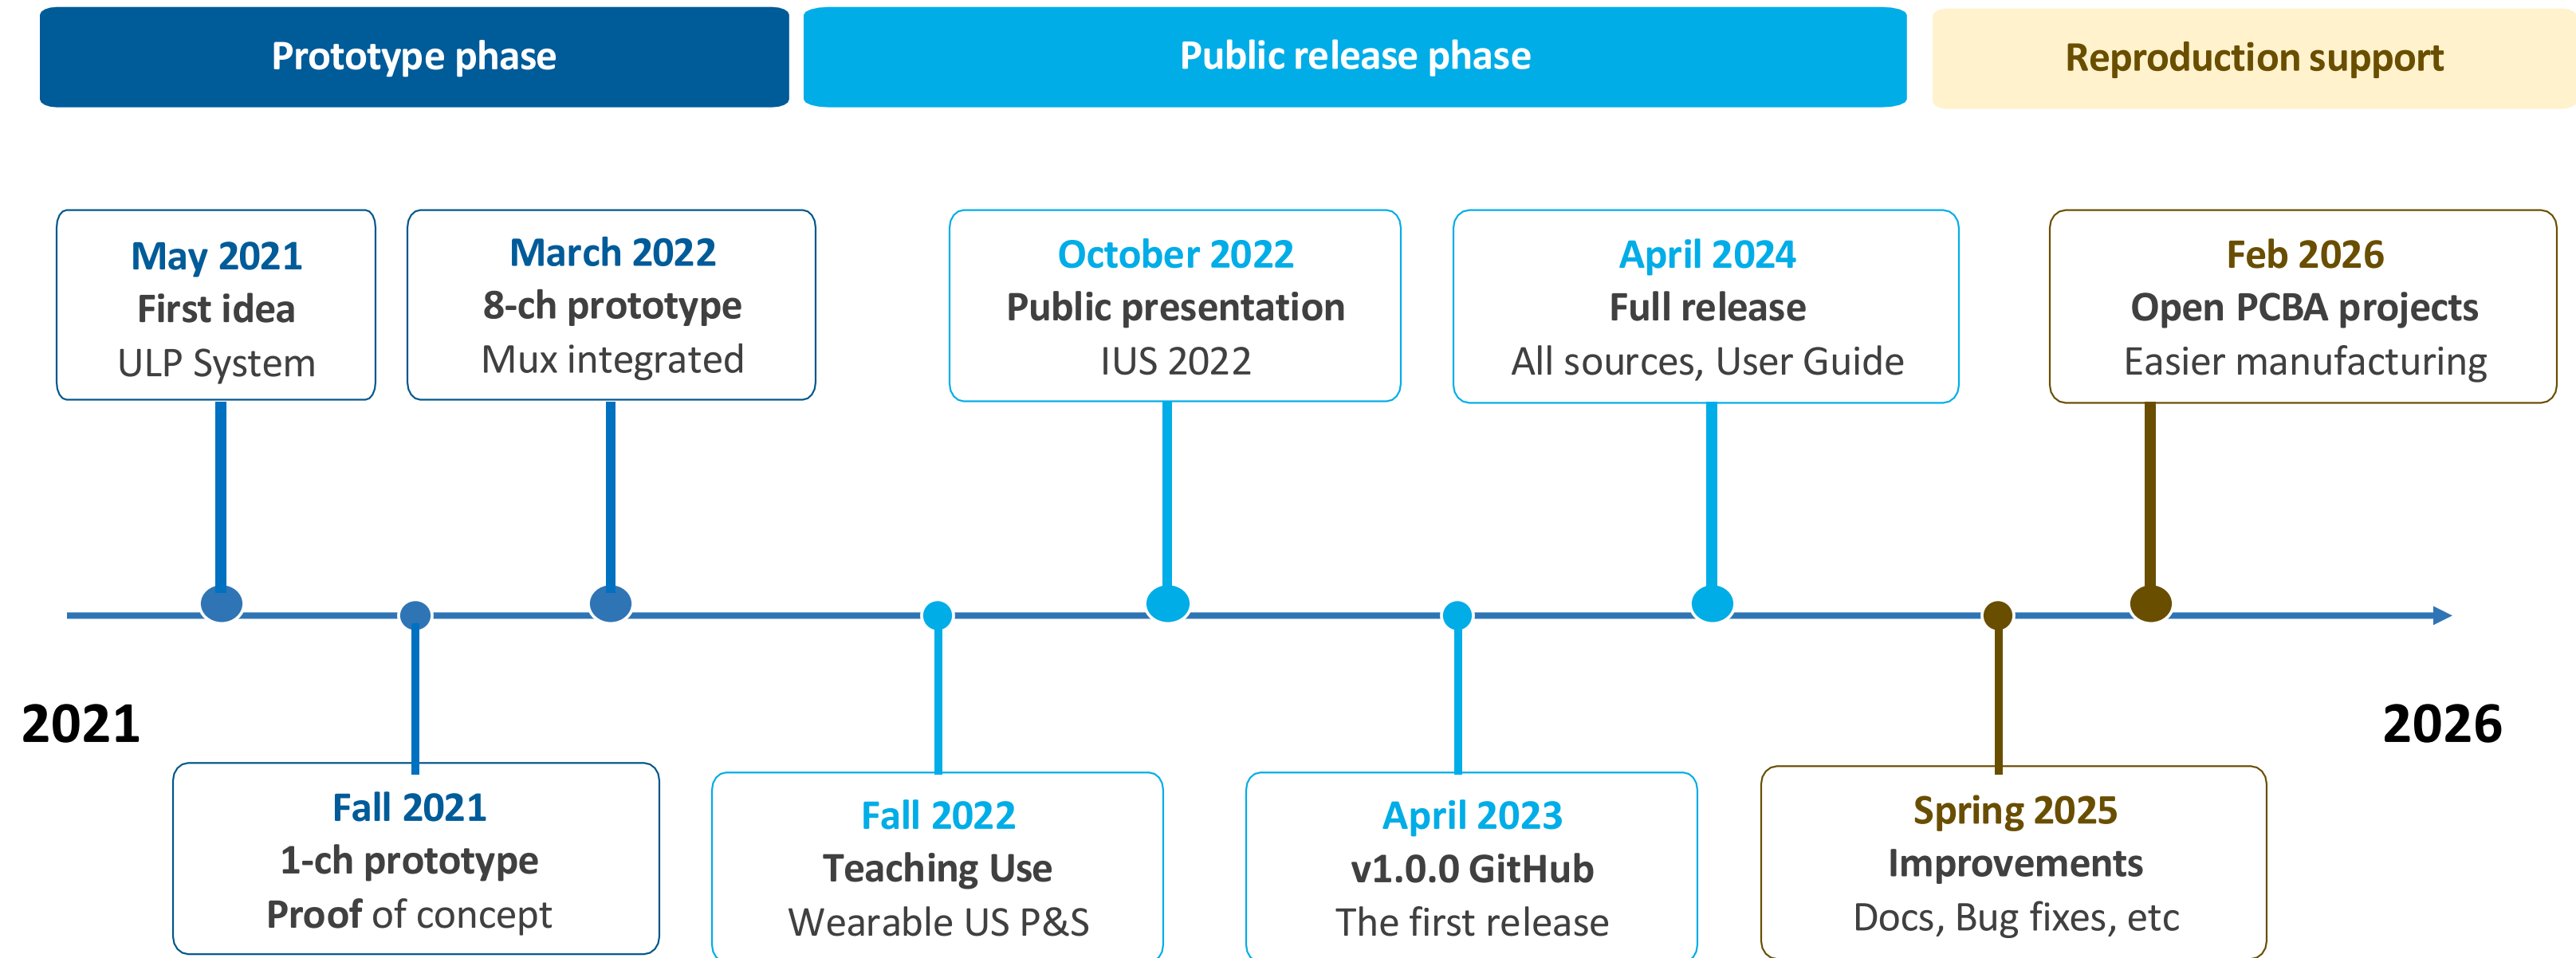 Prototype phase
Public release phase
Reproduction support
May 2021
First idea
ULP System
March 2022
8-ch prototype
Mux integrated
October 2022
Public presentation
IUS 2022
April 2024
Full release
All sources, User Guide
Feb 2026
Open PCBA projects
Easier manufacturing
2021
2026
Fall 2021
1-ch prototype
Proof of concept
Fall 2022
Teaching Use
Wearable US P&S
April 2023
v1.0.0 GitHub
The first release
Spring 2025
Improvements
Docs, Bug fixes, etc